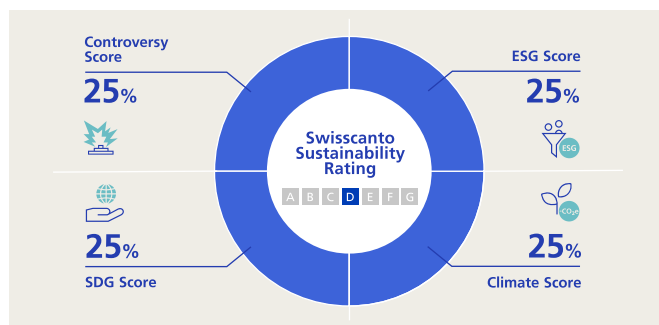 Controversy
Score
25%
ESG Score
25%
ESG
Swisscanto
Sustainability
Rating
A B C D E F G
25%
SDG Score
CO₂e
25%
Climate Score